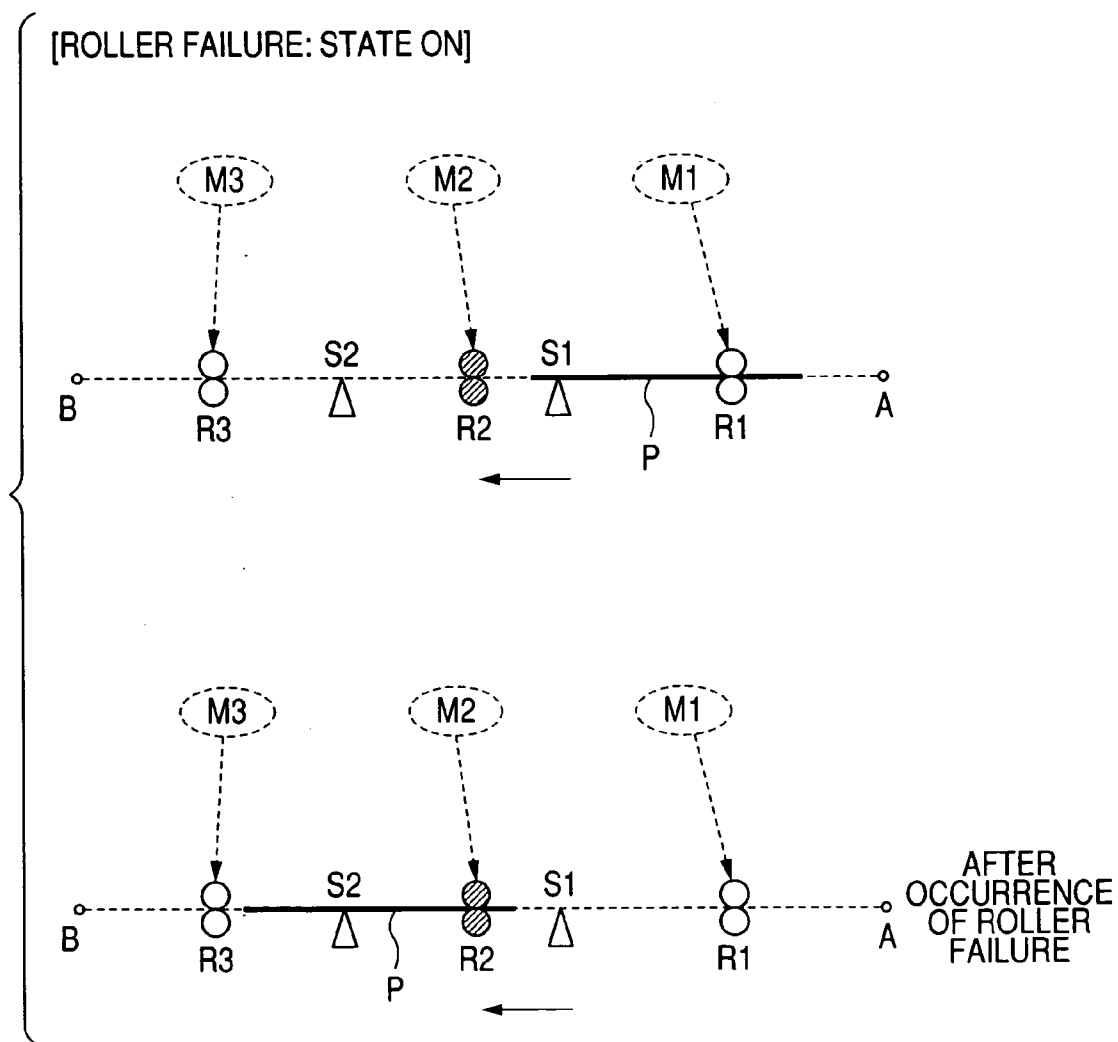 [ROLLER FAILURE: STATE ON]
M3 M2 M1
S2 S1
B R3 R2 P R1 A
M3 M2 M1
S2 S1
B R3 P R2 R1 A
AFTER
OCCURRENCE
OF ROLLER
FAILURE